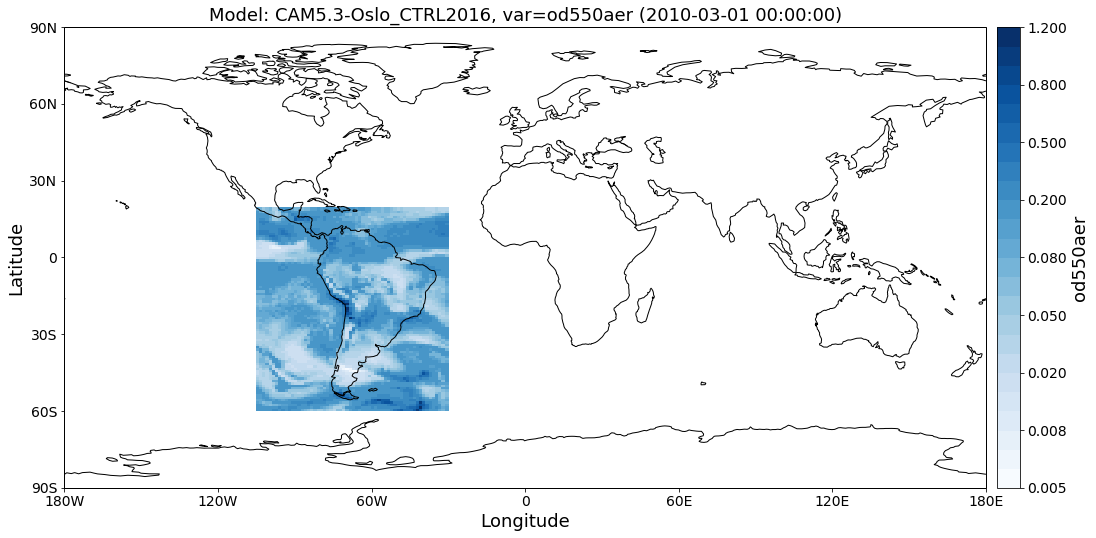 Model: CAM5.3-Oslo_CTRL2016, var=od550aer (2010-03-01 00:00:00)
90N
60N
30N
0
30S
60S
90S
Latitude
180W
120W
60W
0
60E
120E
180E
Longitude
1.200
0.800
0.500
0.200
0.080
0.050
0.020
0.008
0.005
od550aer